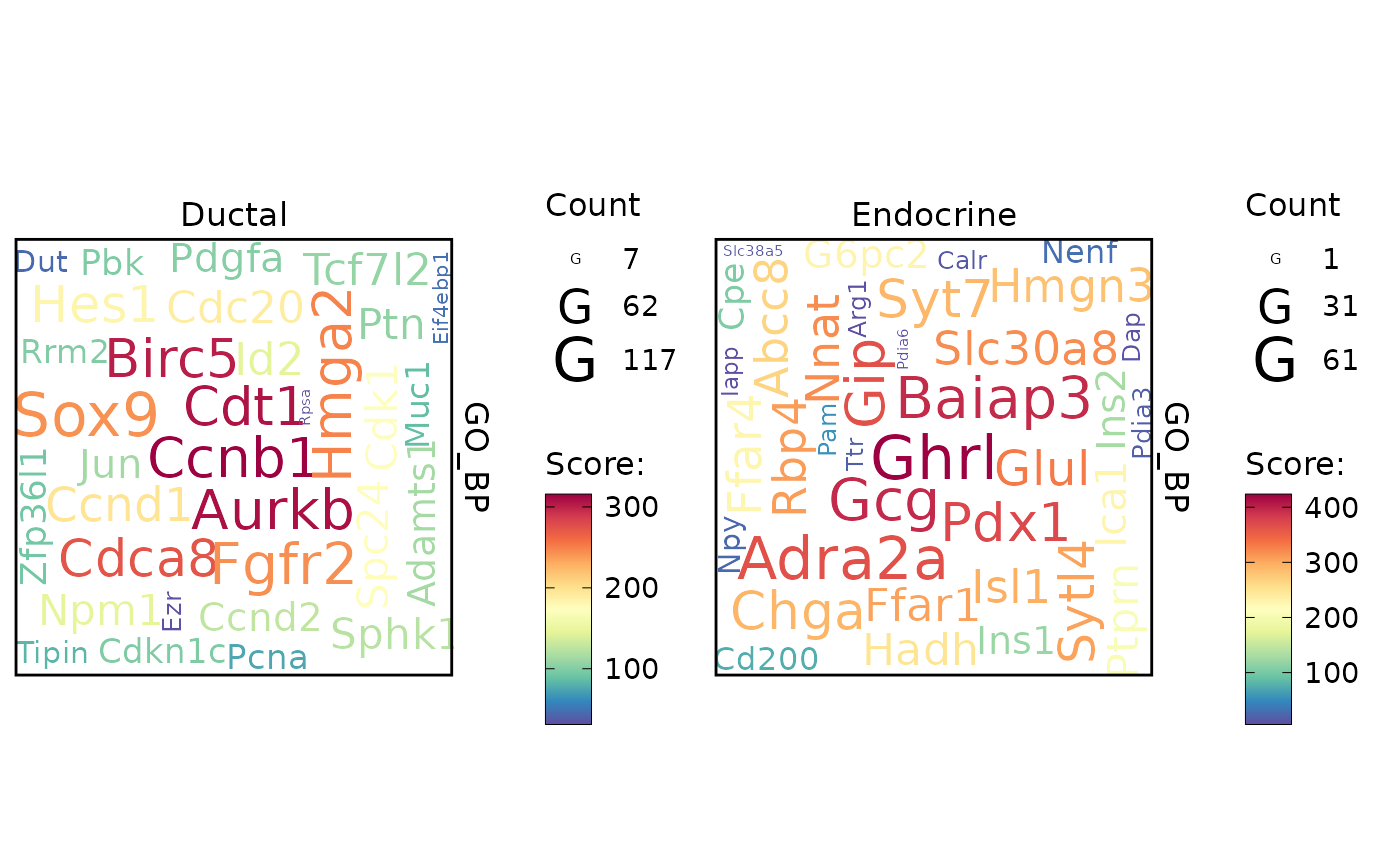 Ductal
Dut Pbk Pdgfa Tcf7l2 Eif4ebp1
Hes1 Cdc20 Hmga2 Ptn
Rrm2 Birc5 Id2
Sox9 Cdt1 Rpsa Cdk1 Muc1
Zfp36l1 Jun Ccnb1
Ccnd1 Aurkb Spc24 Adamts1
Cdca8 Fgfr2
Npm1 Ezr Ccnd2 Sphk1
Tipin Cdkn1c Pcna
GO_BP
Count
G 7
G 62
G 117
Score:
300
200
100
Endocrine
Slc38a5 G6pc2 Calr Nenf
Cpe Abcc8 Nnat Arg1 Syt7 Hmgn3
Iapp Gip Pdia6 Slc30a8 Dap
Ffar4 Rbp4 Pam Baiap3 Ins2 Pdia3
Ttr Ghrl Glul
Npy Gcg Pdx1 Ica1
Adra2a Isl1 Sytl4 Ptprn
Chga Ffar1
Cd200 Hadh Ins1
GO_BP
Count
G 1
G 31
G 61
Score:
400
300
200
100